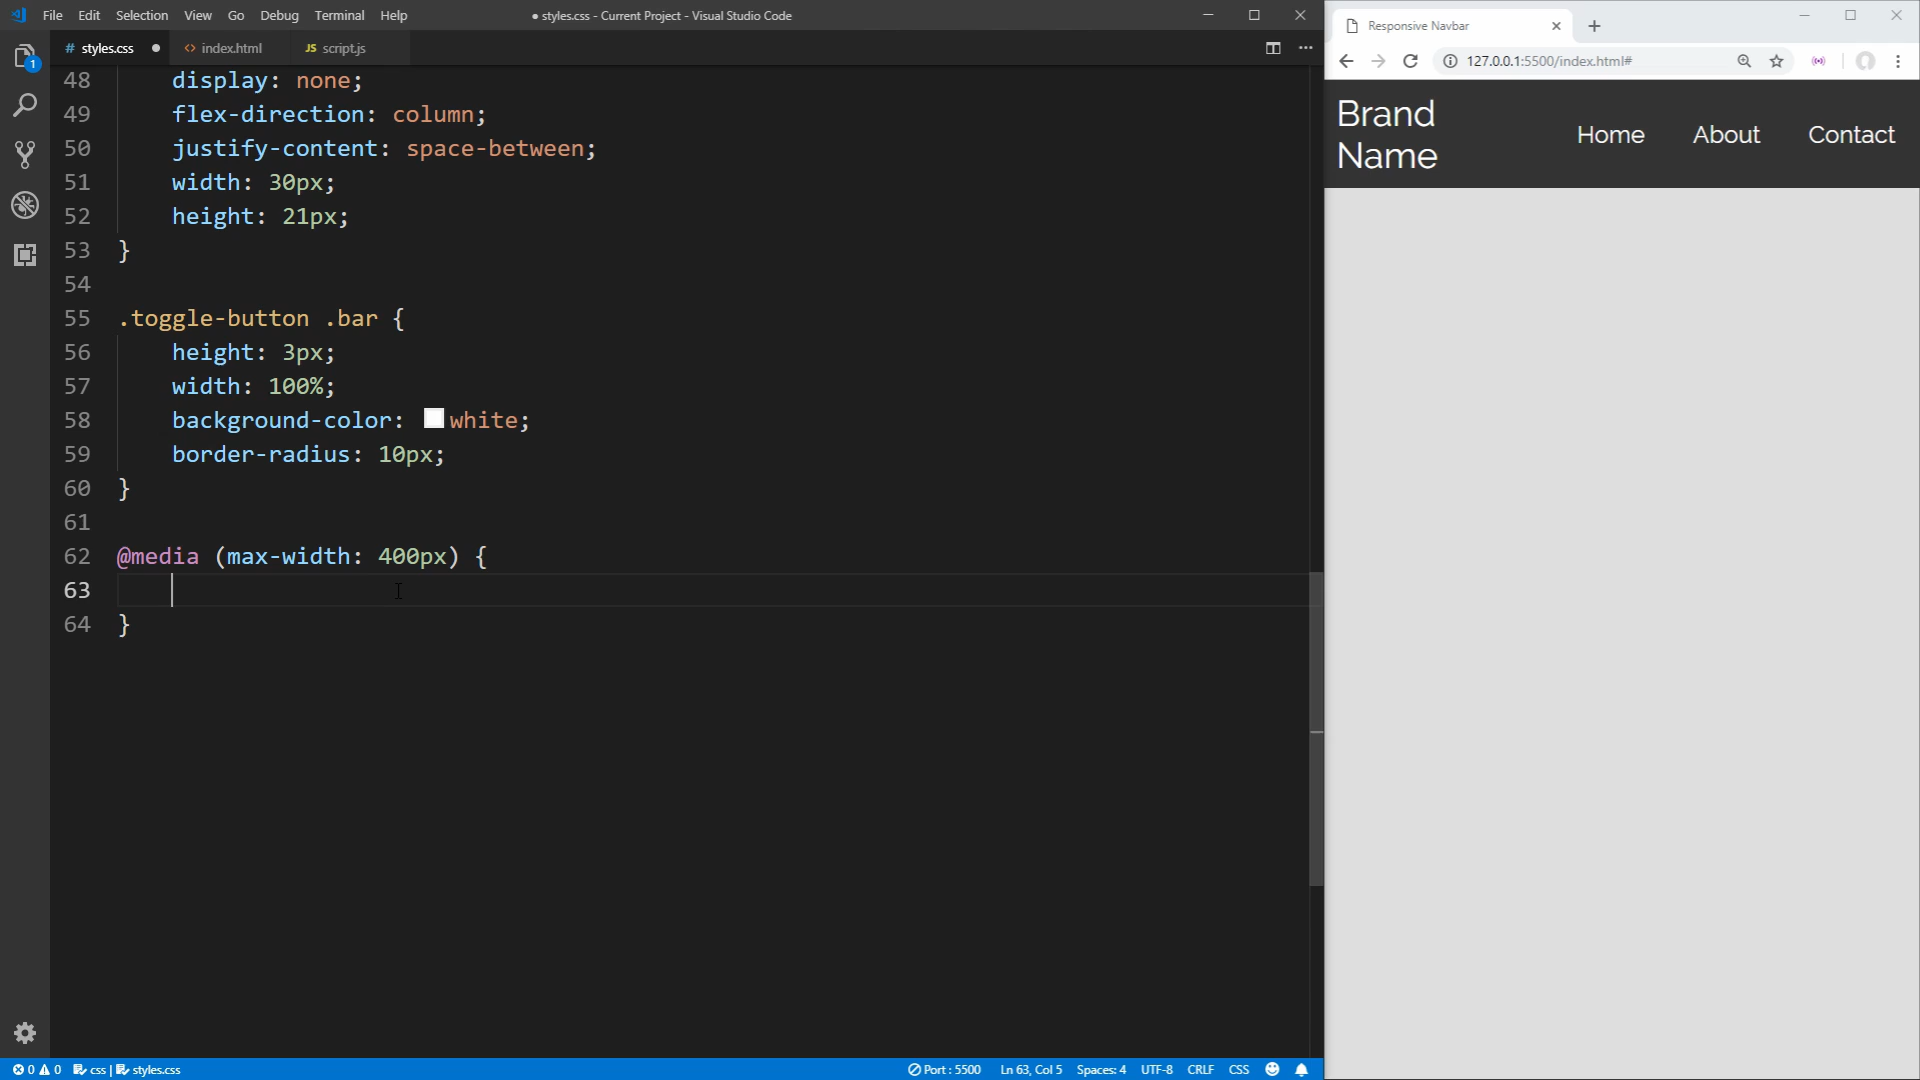 File Edit Selection View Go Debug Terminal Help
● styles.css - Current Project - Visual Studio Code
# styles.css ●
<> index.html
JS script.js
48 display: none;
49 flex-direction: column;
50 justify-content: space-between;
51 width: 30px;
52 height: 21px;
53 }
54
55 .toggle-button .bar {
56 height: 3px;
57 width: 100%;
58 background-color: white;
59 border-radius: 10px;
60 }
61
62 @media (max-width: 400px) {
63
64 }
1
0 0 css | styles.css
Port : 5500 Ln 63, Col 5 Spaces: 4 UTF-8 CRLF CSS
Responsive Navbar
127.0.0.1:5500/index.html#
Brand
Name
Home About Contact